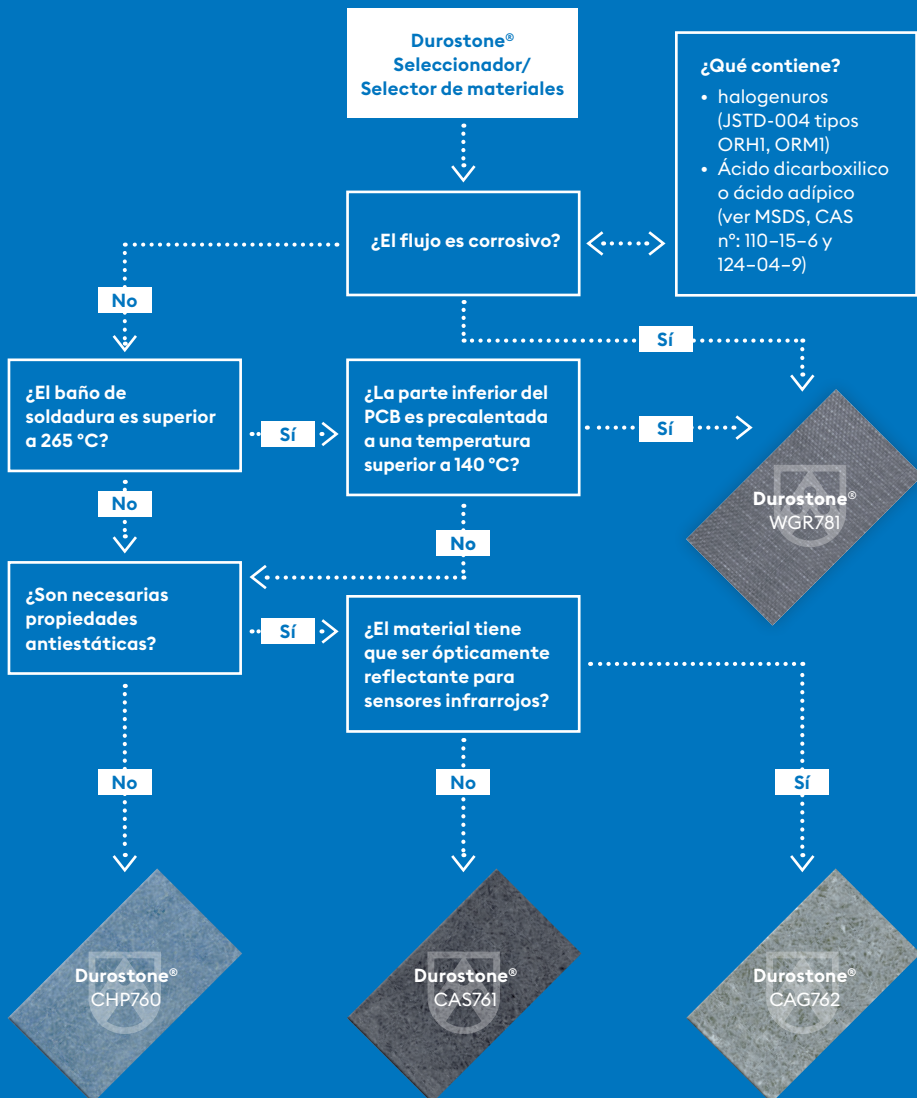 Durostone®
Seleccionador/
Selector de materiales
¿Qué contiene?
• halogenuros
(JSTD-004 tipos
ORH1, ORM1)
• Ácido dicarboxilico
o ácido adípico
(ver MSDS, CAS
nº: 110–15–6 y
124–04–9)
¿El flujo es corrosivo?
No
Sí
¿El baño de
soldadura es superior
a 265 °C?
Sí
¿La parte inferior del
PCB es precalentada
a una temperatura
superior a 140 °C?
Sí
Durostone®
WGR781
No
No
¿Son necesarias
propiedades
antiestáticas?
Sí
¿El material tiene
que ser ópticamente
reflectante para
sensores infrarrojos?
No
No
Sí
Durostone®
CHP760
Durostone®
CAS761
Durostone®
CAG762